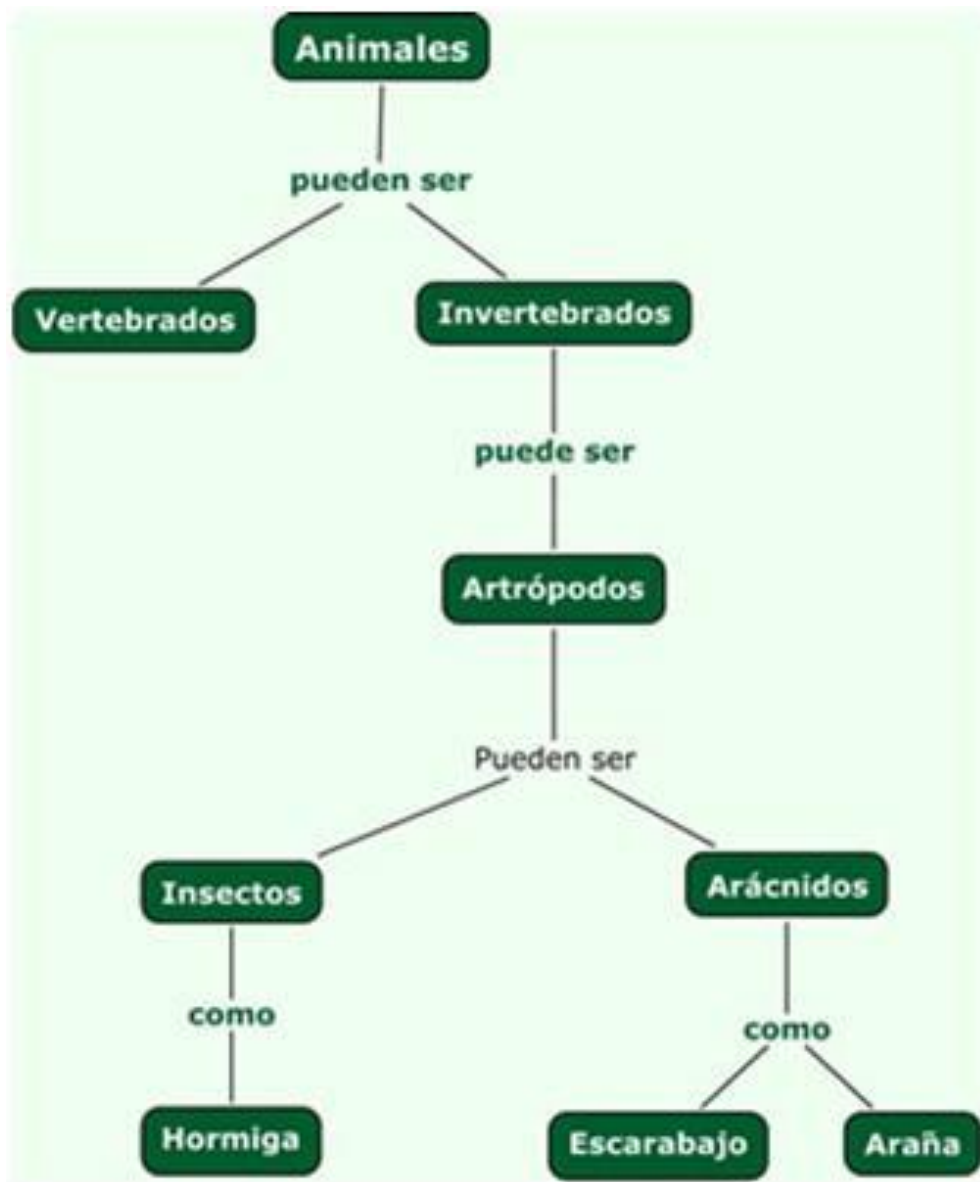 Animales
pueden ser
Vertebrados
Invertebrados
puede ser
Artrópodos
Pueden ser
Insectos
Arácnidos
como
como
Hormiga
Escarabajo
Araña